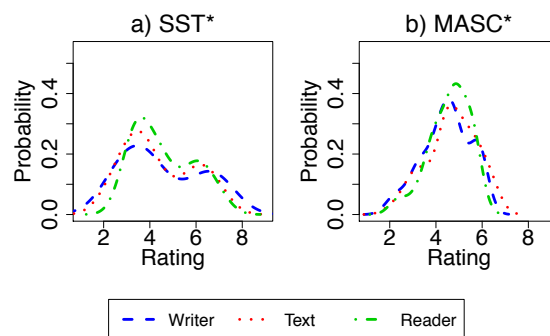 a) SST*
b) MASC*
Probability
0.0 0.2 0.4
2 4 6 8
Rating
Probability
0.0 0.2 0.4
2 4 6 8
Rating
Writer Text Reader